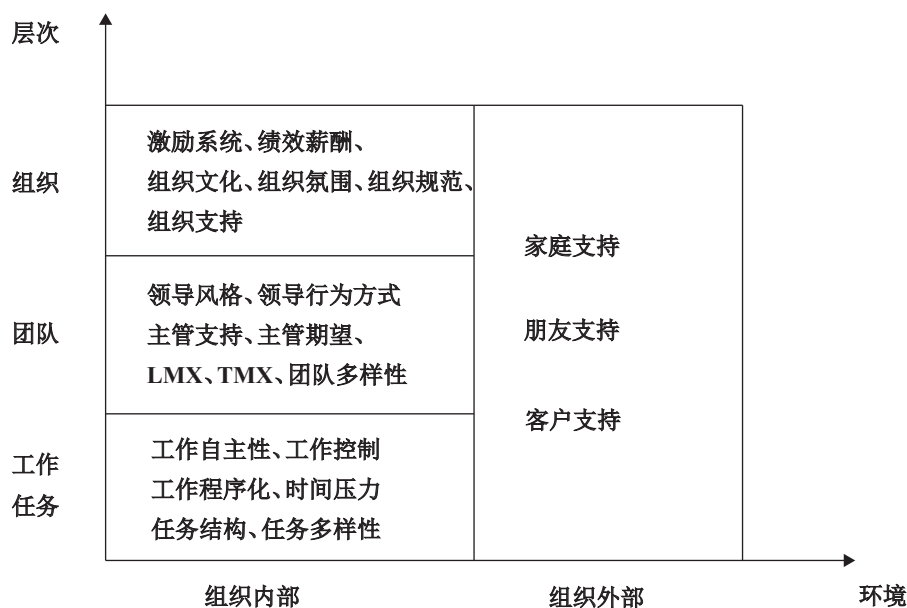 层次
组织
激励系统、绩效薪酬、
组织文化、组织氛围、组织规范、
组织支持
团队
领导风格、领导行为方式
主管支持、主管期望、
LMX、TMX、团队多样性
工作
任务
工作自主性、工作控制
工作程序化、时间压力
任务结构、任务多样性
家庭支持
朋友支持
客户支持
组织内部
组织外部
环境